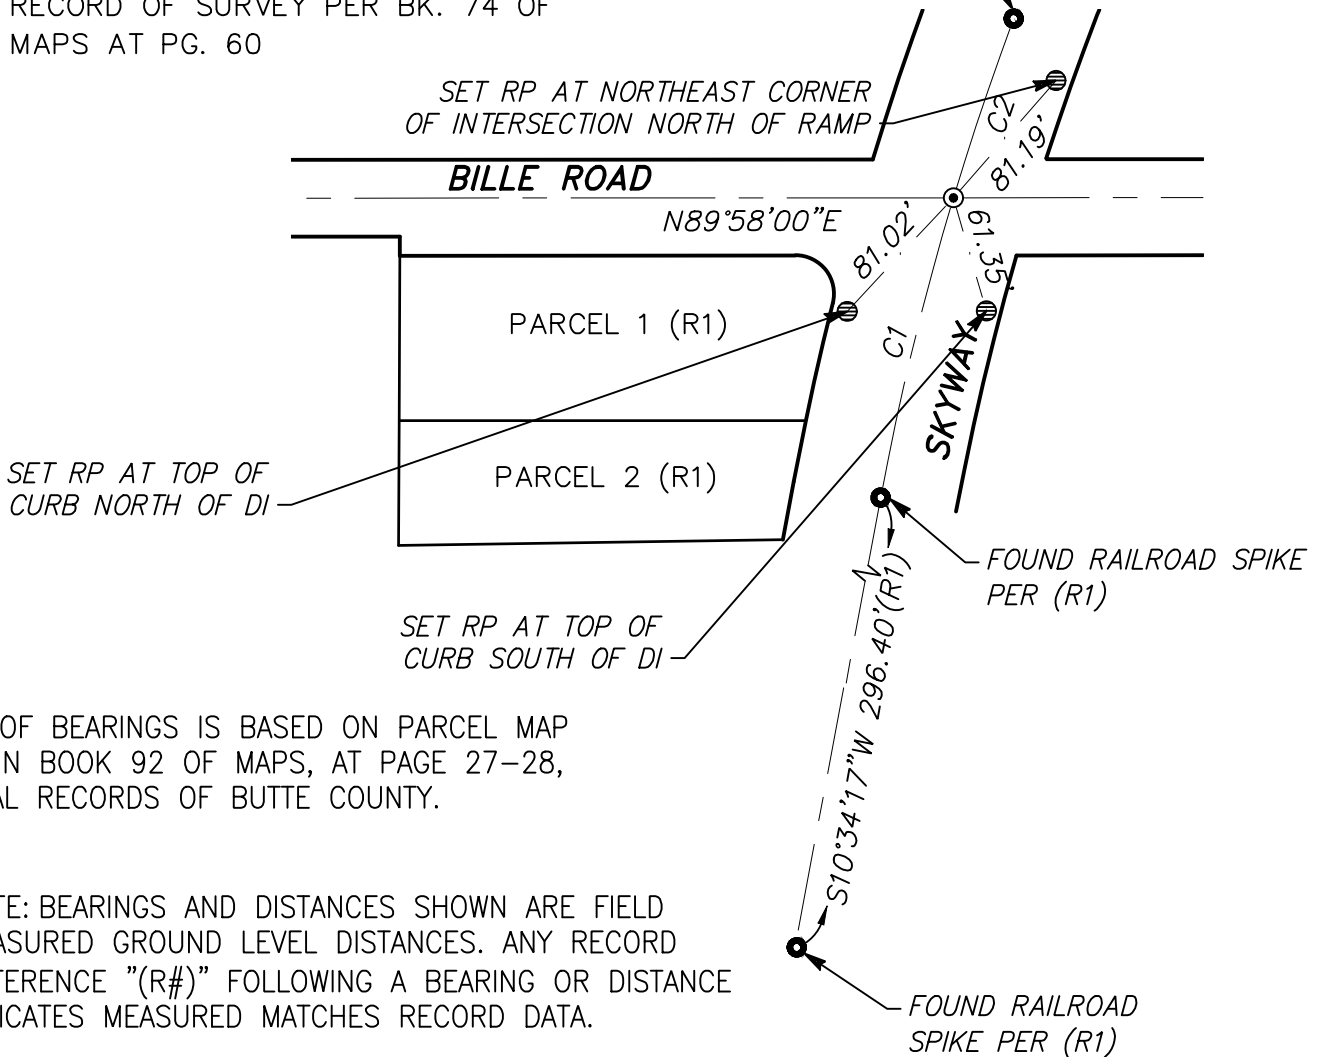 RECORD OF SURVEY PER BK. 74 OF
MAPS AT PG. 60
SET RP AT NORTHEAST CORNER
OF INTERSECTION NORTH OF RAMP
C2
81.19'
BILLE ROAD
N89°58'00"E
81.02'
61.35'
PARCEL 1 (R1)
C1
SKYWAY
SET RP AT TOP OF
CURB NORTH OF DI
PARCEL 2 (R1)
FOUND RAILROAD SPIKE
PER (R1)
SET RP AT TOP OF
CURB SOUTH OF DI
S10°34'17"W 296.40'(R1)
OF BEARINGS IS BASED ON PARCEL MAP
N BOOK 92 OF MAPS, AT PAGE 27-28,
AL RECORDS OF BUTTE COUNTY.
TE: BEARINGS AND DISTANCES SHOWN ARE FIELD
ASURED GROUND LEVEL DISTANCES. ANY RECORD
FERENCE "(R#)" FOLLOWING A BEARING OR DISTANCE
ICATES MEASURED MATCHES RECORD DATA.
FOUND RAILROAD
SPIKE PER (R1)